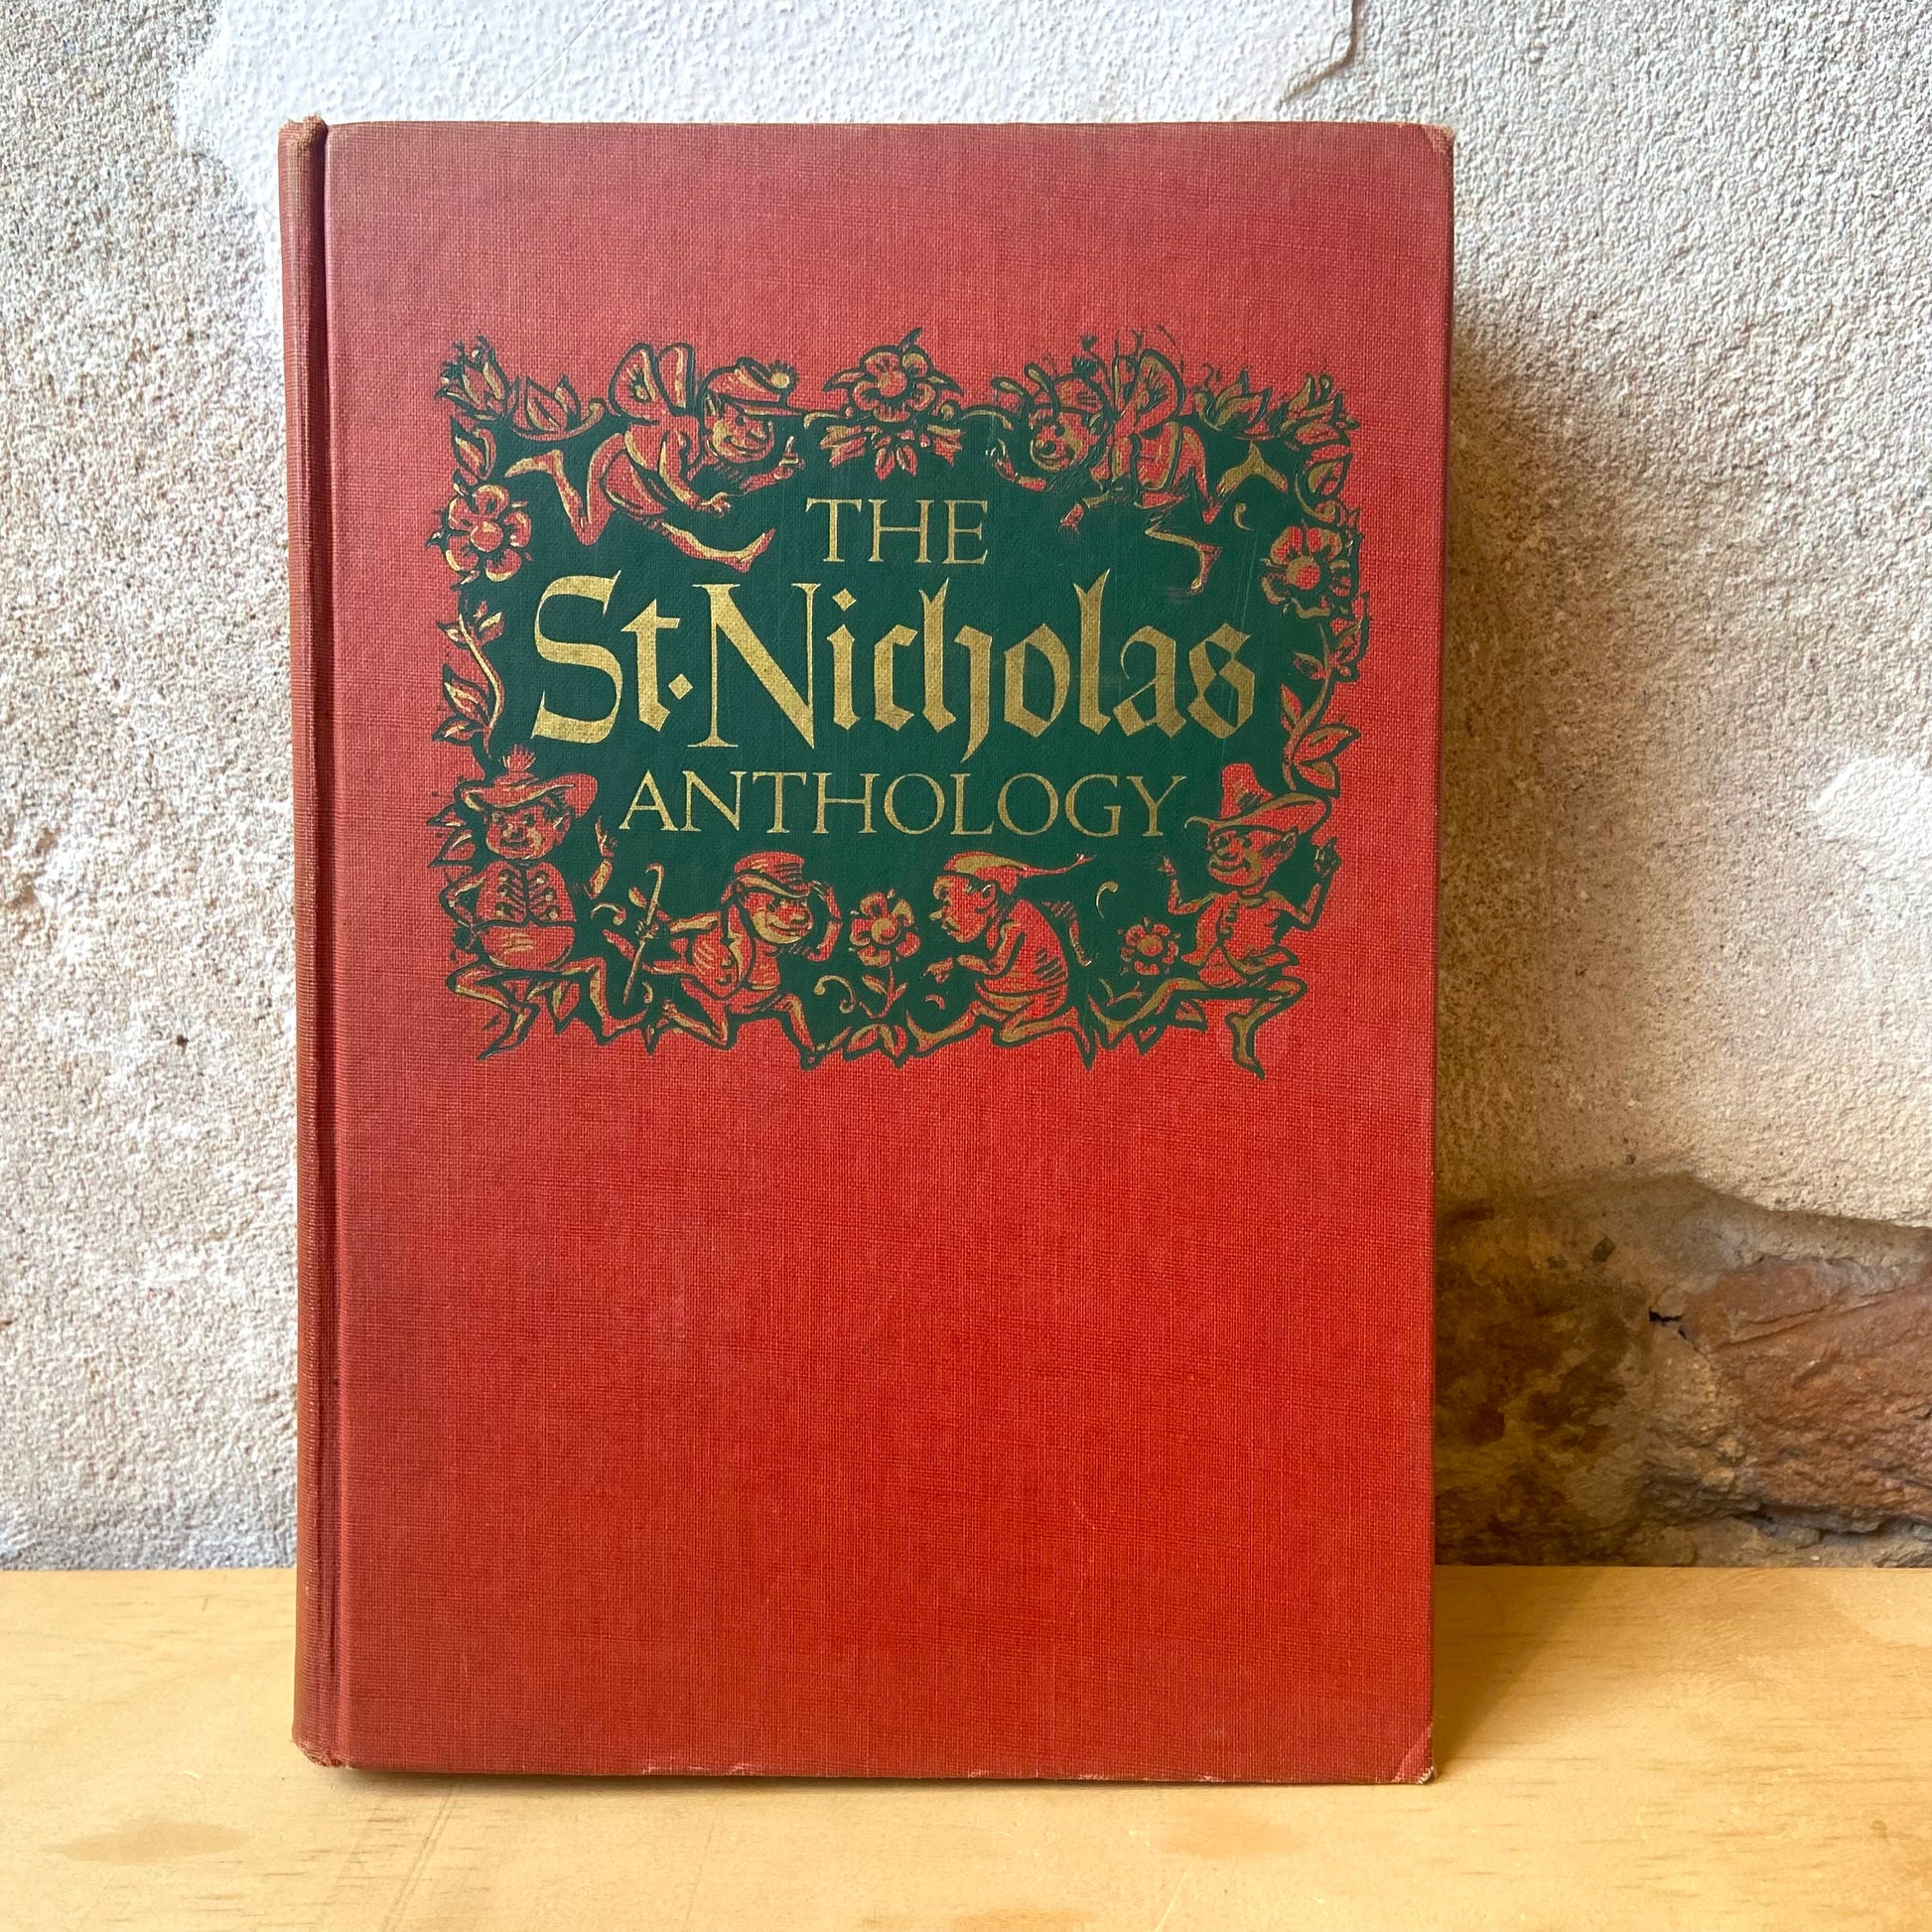 THE
St. Nicholas
ANTHOLOGY